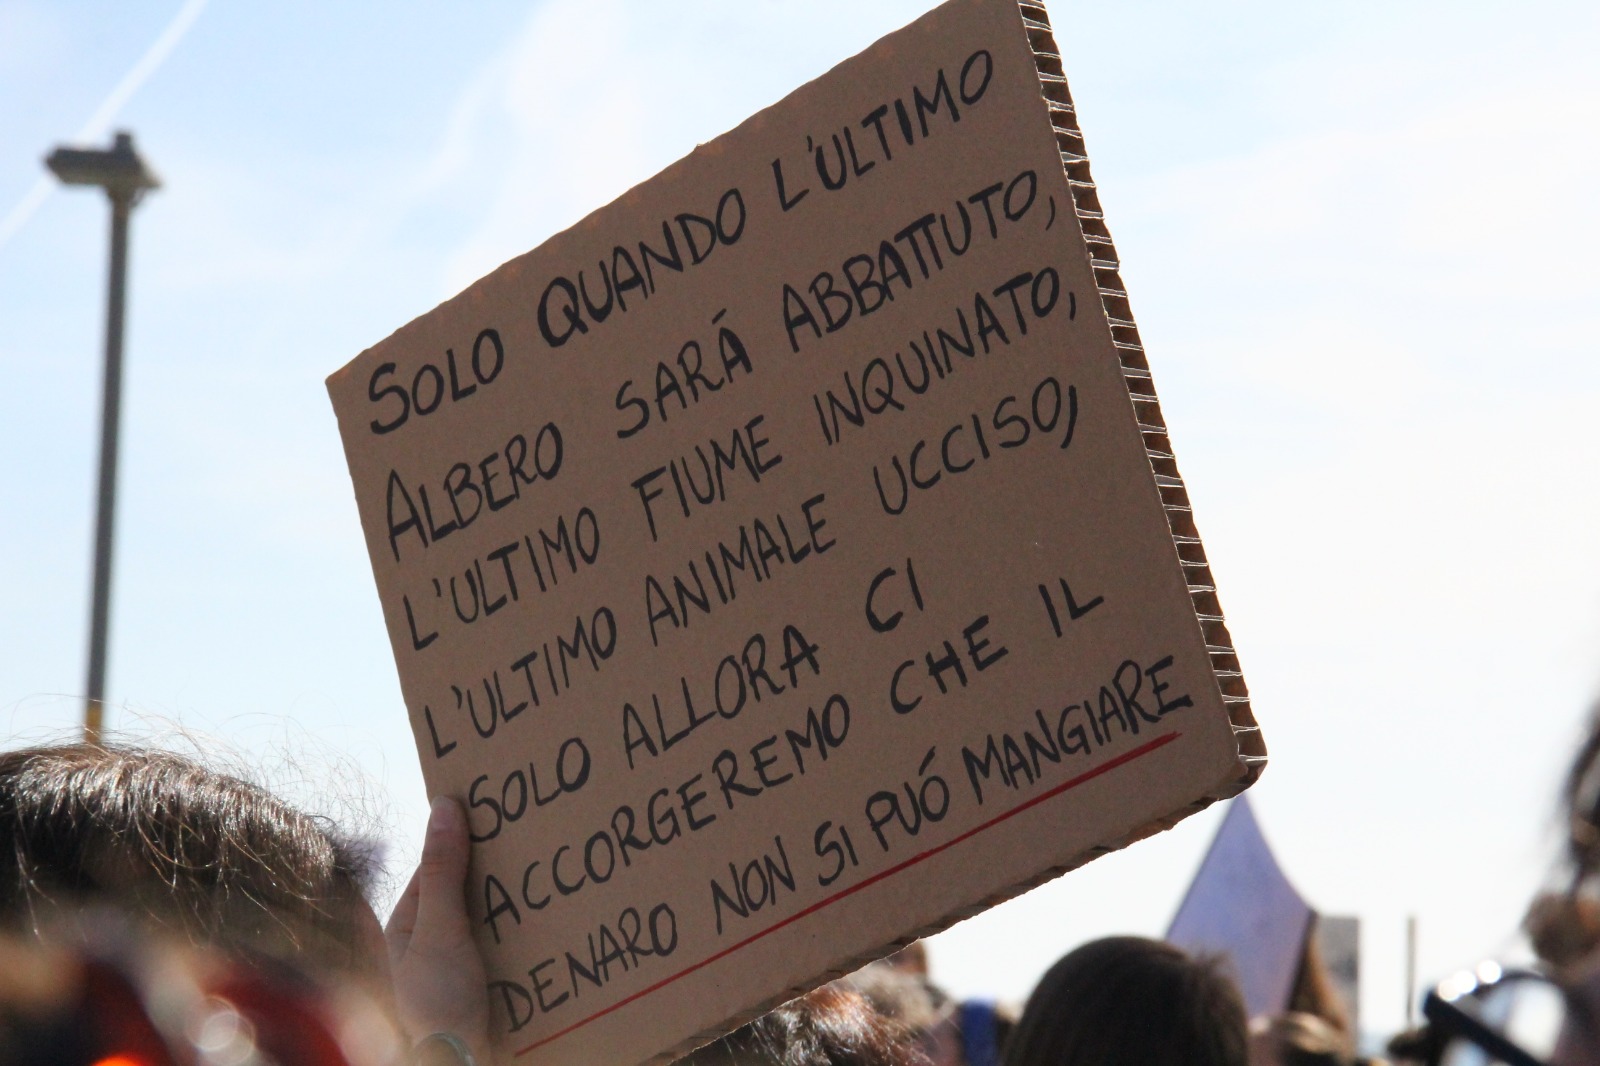 SOLO QUANDO L'ULTIMO
ALBERO SARÁ ABBATTUTO,
L'ULTIMO FIUME INQUINATO,
L'ULTIMO ANIMALE UCCISO,
SOLO ALLORA CI
ACCORGEREMO CHE IL
DENARO NON SI PUÓ MANGIARE